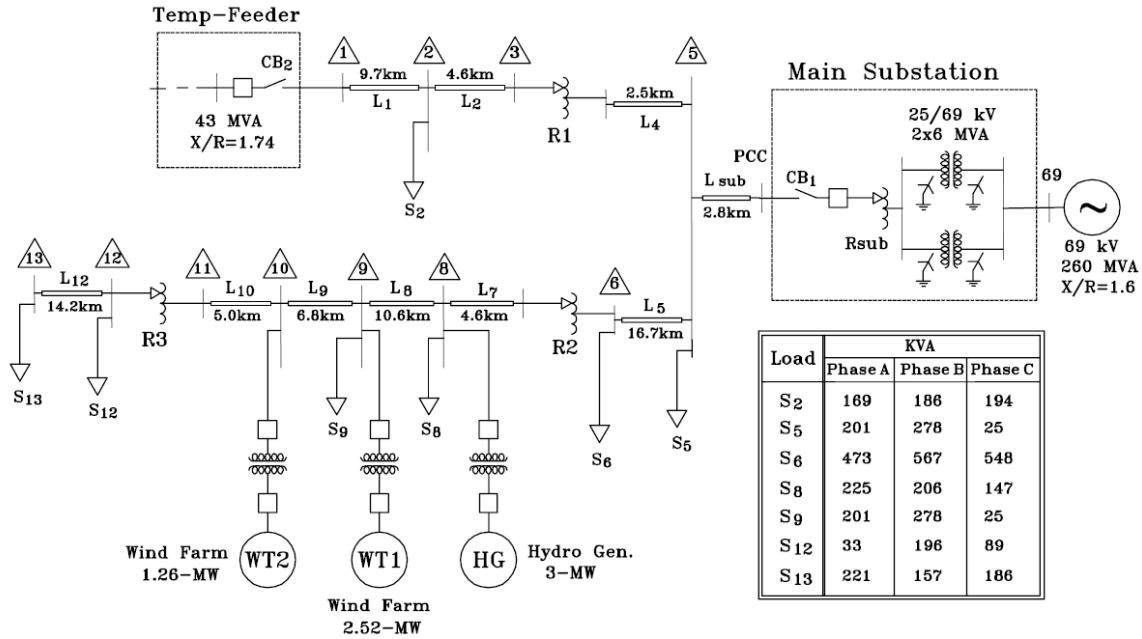 Temp-Feeder
CB2
43 MVA
X/R=1.74
1
2
3
5
9.7km
4.6km
L1
L2
S2
R1
2.5km
L4
Main Substation
25/69 kV
2x6 MVA
PCC
CB1
L sub
2.8km
Rsub
69
69 kV
260 MVA
X/R=1.6
13
12
11
10
9
8
6
L12
14.2km
R3
L10
5.0km
L9
6.8km
L8
10.6km
L7
4.6km
R2
L5
16.7km
S13
S12
S9
S8
S6
S5
WT2
WT1
HG
Wind Farm
1.26-MW
Wind Farm
2.52-MW
Hydro Gen.
3-MW
Load KVA
Phase A Phase B Phase C
S2 169 186 194
S5 201 278 25
S6 473 567 548
S8 225 206 147
S9 201 278 25
S12 33 196 89
S13 221 157 186